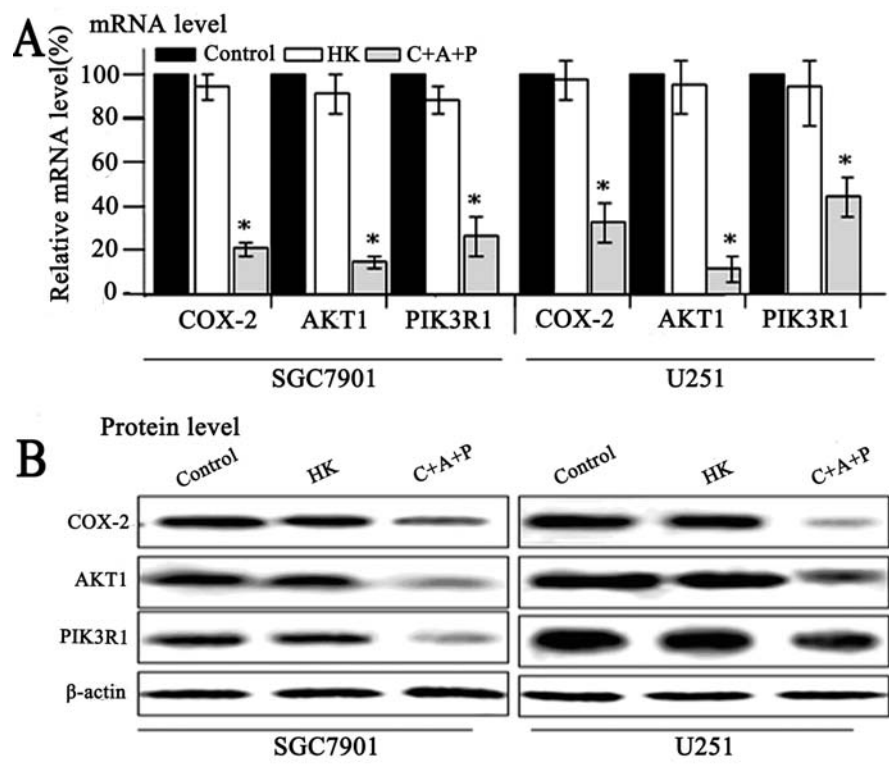 A
mRNA level
Control HK C+A+P
Relative mRNA level(%)
100
80
60
40
20
0
* * * * * *
COX-2 AKT1 PIK3R1 COX-2 AKT1 PIK3R1
SGC7901 U251
B
Protein level
Control HK C+A+P Control HK C+A+P
COX-2
AKT1
PIK3R1
β-actin
SGC7901 U251